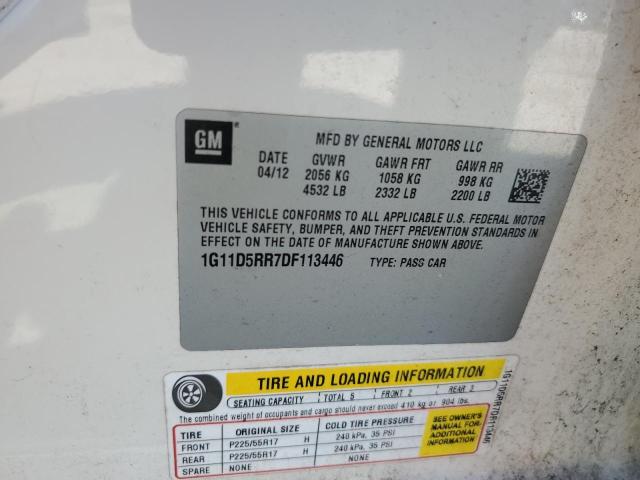 GM
MFD BY GENERAL MOTORS LLC
DATE GVWR GAWR FRT GAWR RR
04/12 2056 KG 1058 KG 998 KG
4532 LB 2332 LB 2200 LB
THIS VEHICLE CONFORMS TO ALL APPLICABLE U.S. FEDERAL MOTOR
VEHICLE SAFETY, BUMPER, AND THEFT PREVENTION STANDARDS IN
EFFECT ON THE DATE OF MANUFACTURE SHOWN ABOVE.
1G11D5RR7DF113446 TYPE: PASS CAR
TIRE AND LOADING INFORMATION
SEATING CAPACITY TOTAL 5 FRONT 2 REAR 3
The combined weight of occupants and cargo should never exceed 410 kg or 904 lbs.
TIRE ORIGINAL SIZE COLD TIRE PRESSURE
FRONT P225/55R17 H 240 kPa, 35 PSI
REAR P225/55R17 H 240 kPa, 35 PSI
SPARE NONE NONE
SEE OWNER'S
MANUAL FOR
ADDITIONAL
INFORMATION